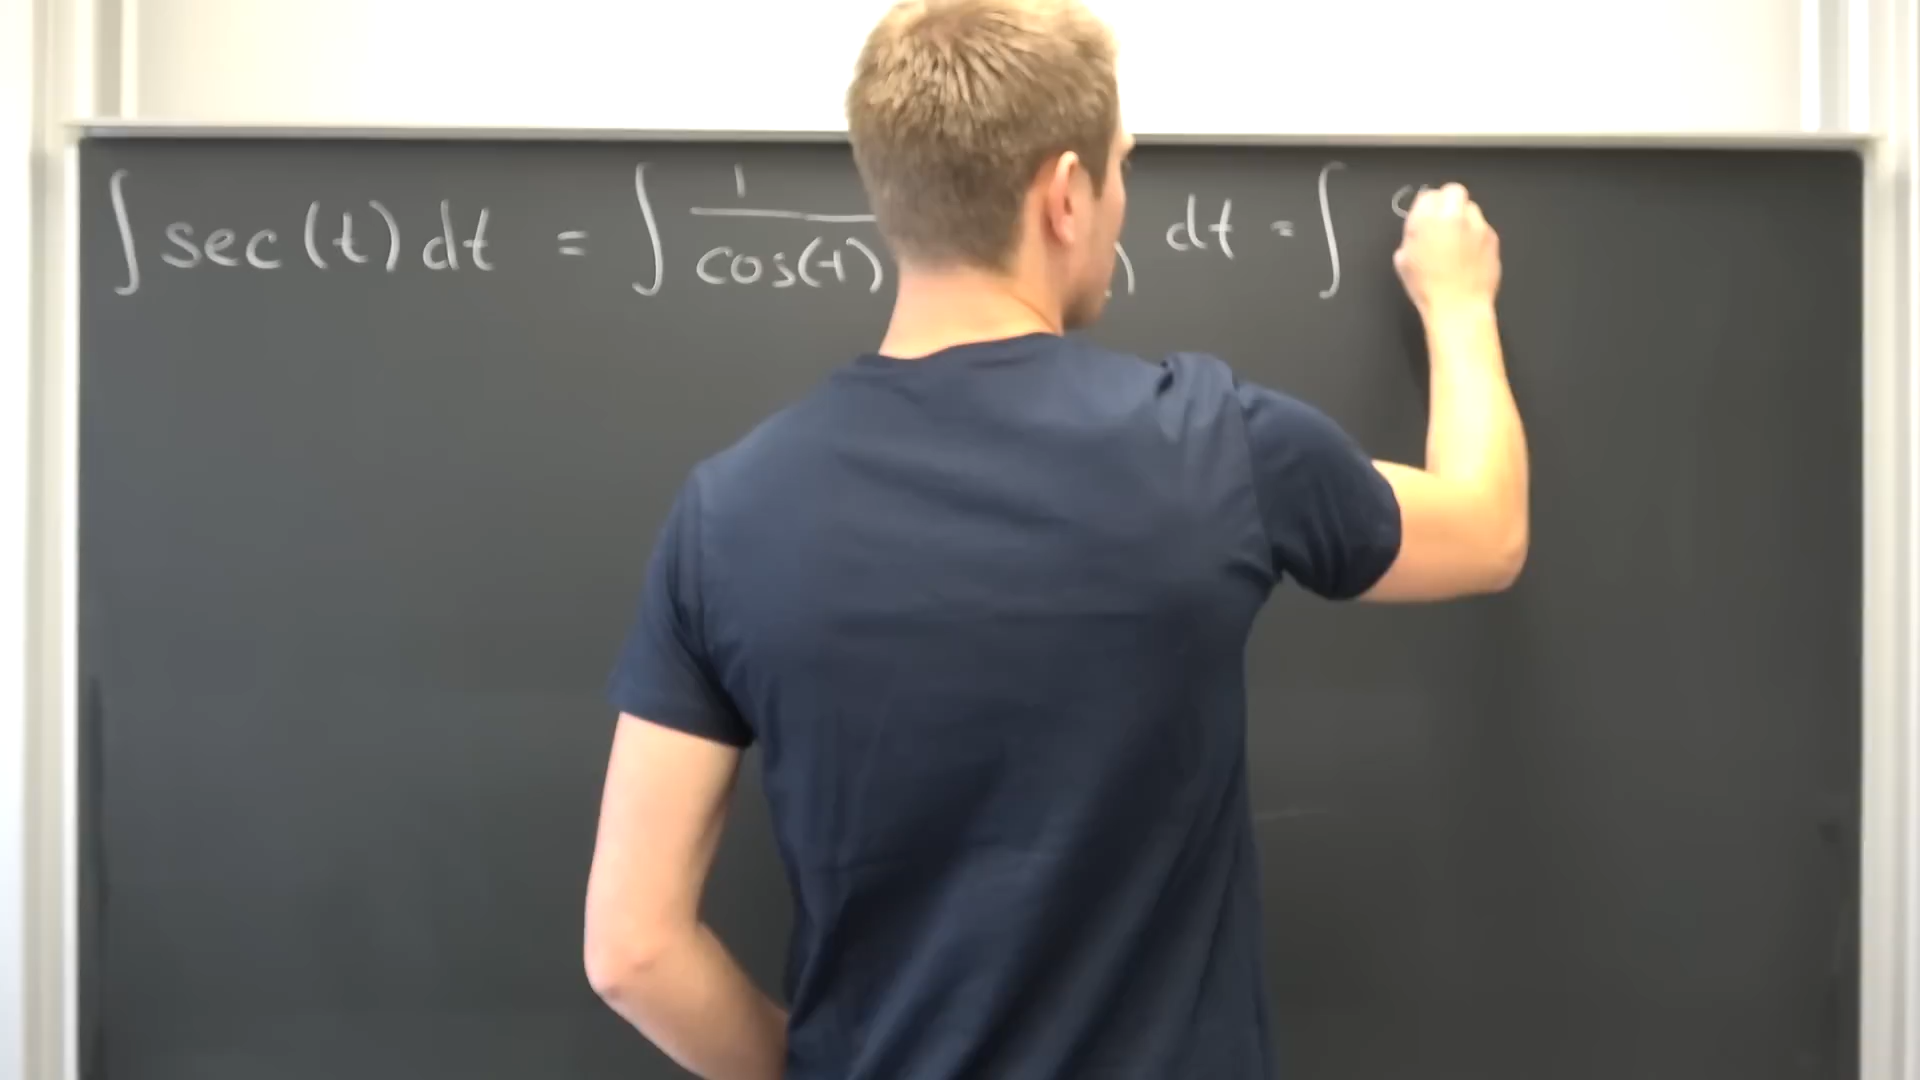 ∫ sec(t) dt = ∫ 1/cos(t) dt = ∫